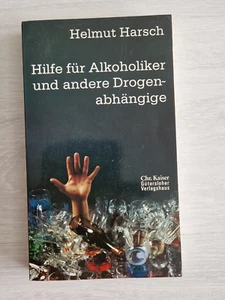 Helmut Harsch
Hilfe für Alkoholiker
und andere Drogen-
abhängige
Chr. Kaiser
Gütersloher
Verlagshaus